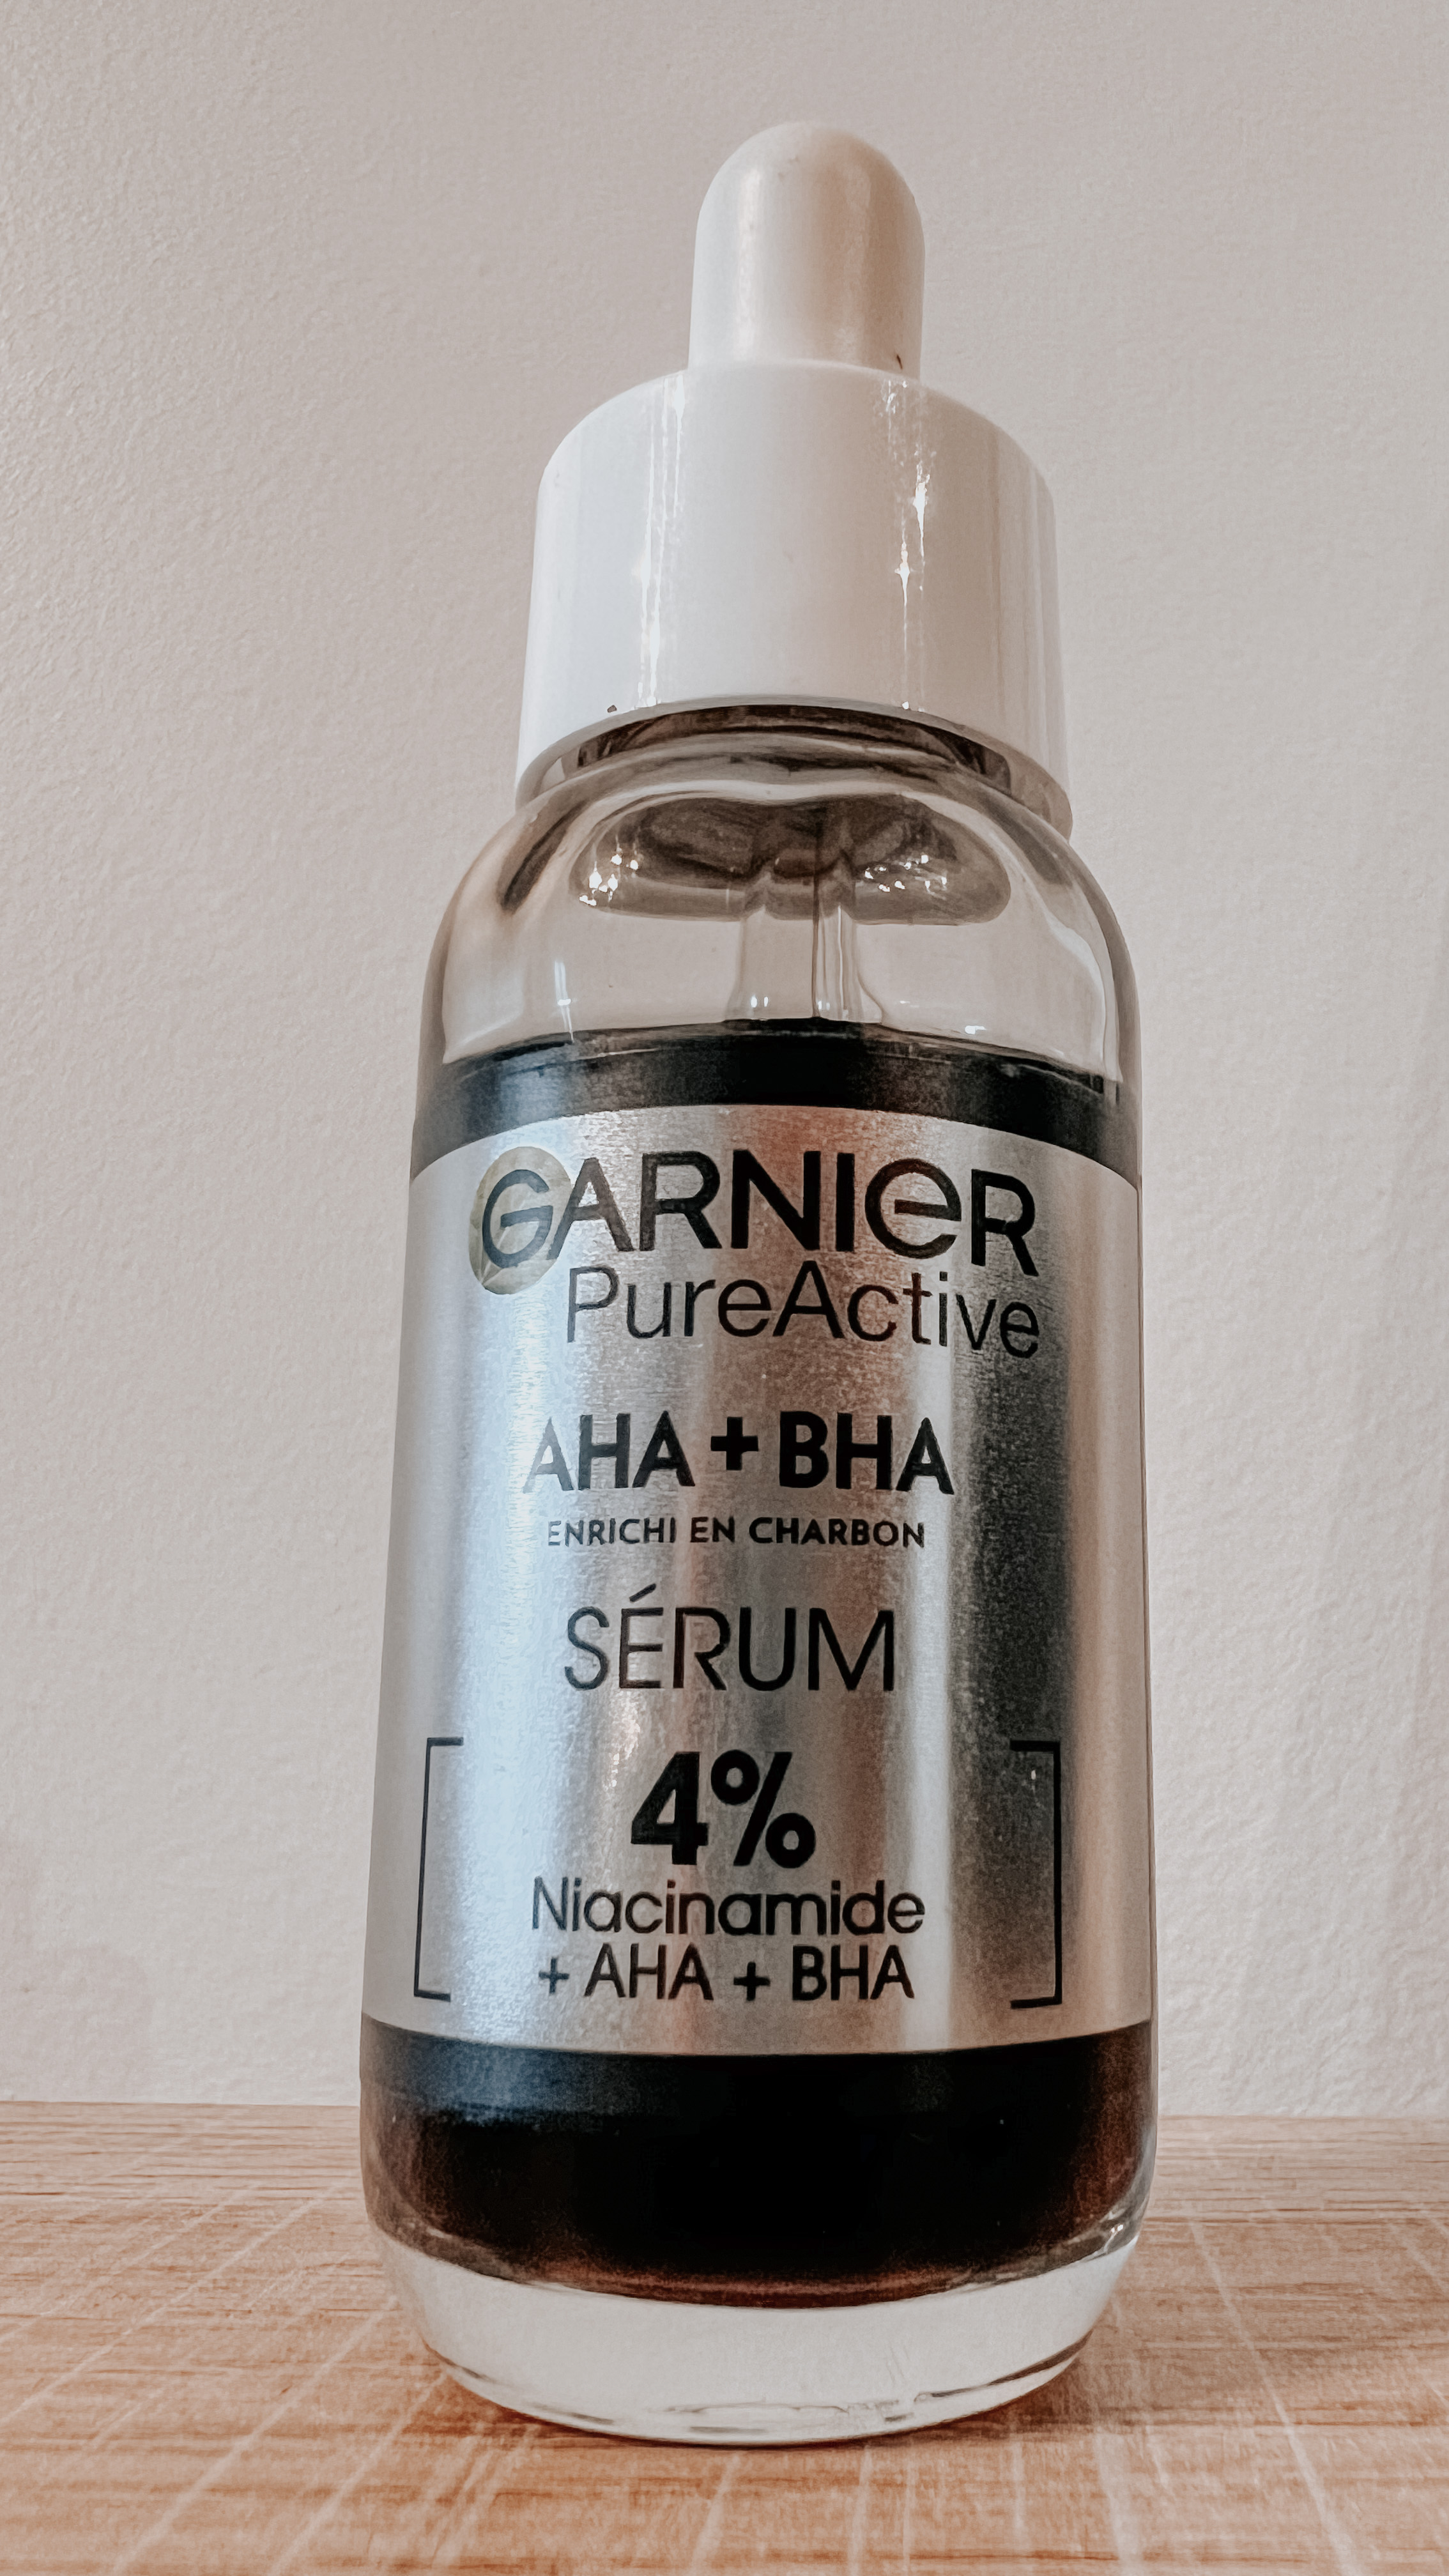 GARNIER
PureActive
AHA + BHA
ENRICHI EN CHARBON
SÉRUM
4%
Niacinamide
+ AHA + BHA